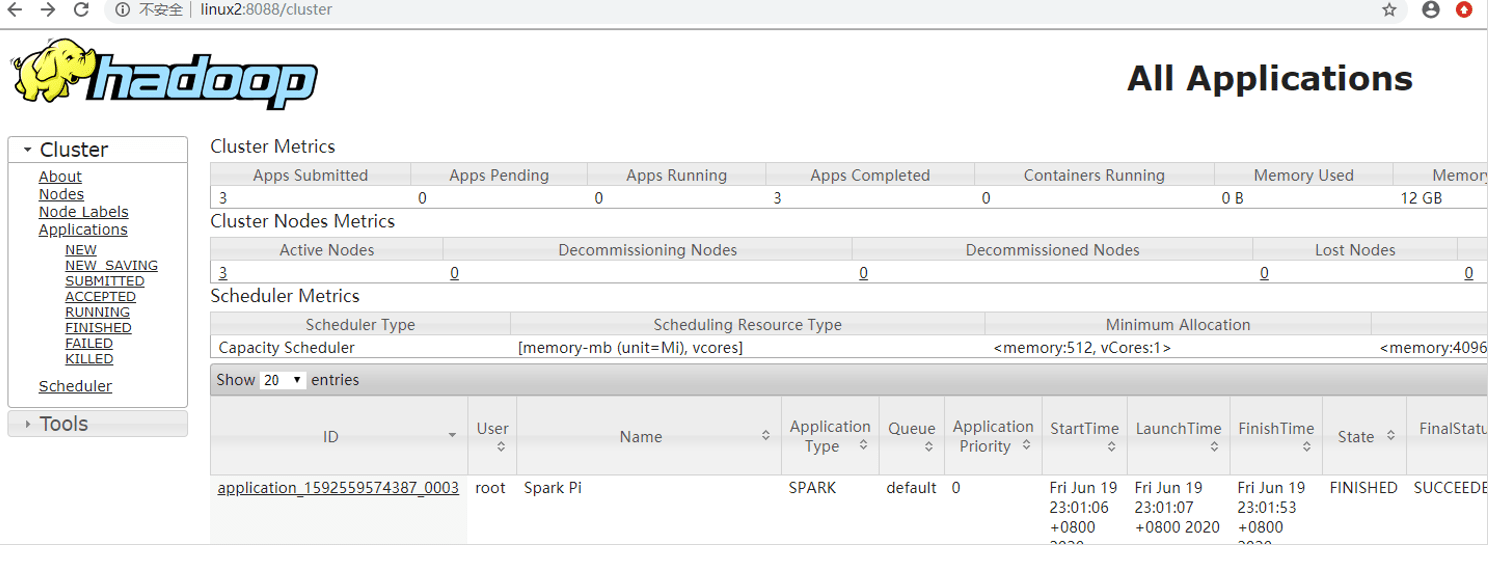 不安全 | linux2:8088/cluster
hadoop
All Applications
Cluster
About
Nodes
Node Labels
Applications
NEW
NEW_SAVING
SUBMITTED
ACCEPTED
RUNNING
FINISHED
FAILED
KILLED
Scheduler
Tools
Cluster Metrics
Apps Submitted Apps Pending Apps Running Apps Completed Containers Running Memory Used Memory
3 0 0 3 0 0 B 12 GB
Cluster Nodes Metrics
Active Nodes Decommissioning Nodes Decommissioned Nodes Lost Nodes
3 0 0 0 0
Scheduler Metrics
Scheduler Type Scheduling Resource Type Minimum Allocation
Capacity Scheduler [memory-mb (unit=Mi), vcores] <memory:512, vCores:1> <memory:4096
Show 20 entries
ID User Name Application Type Queue Application Priority StartTime LaunchTime FinishTime State FinalStatu
application_1592559574387_0003 root Spark Pi SPARK default 0 Fri Jun 19 Fri Jun 19 Fri Jun 19 FINISHED SUCCEEDE
23:01:06 23:01:07 23:01:53
+0800 +0800 2020 +0800
2020 2020